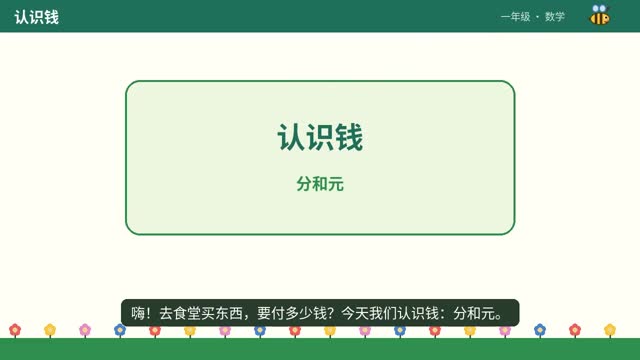 认识钱
一年级 · 数学
认识钱
分和元
嗨！去食堂买东西，要付多少钱？今天我们认识钱：分和元。